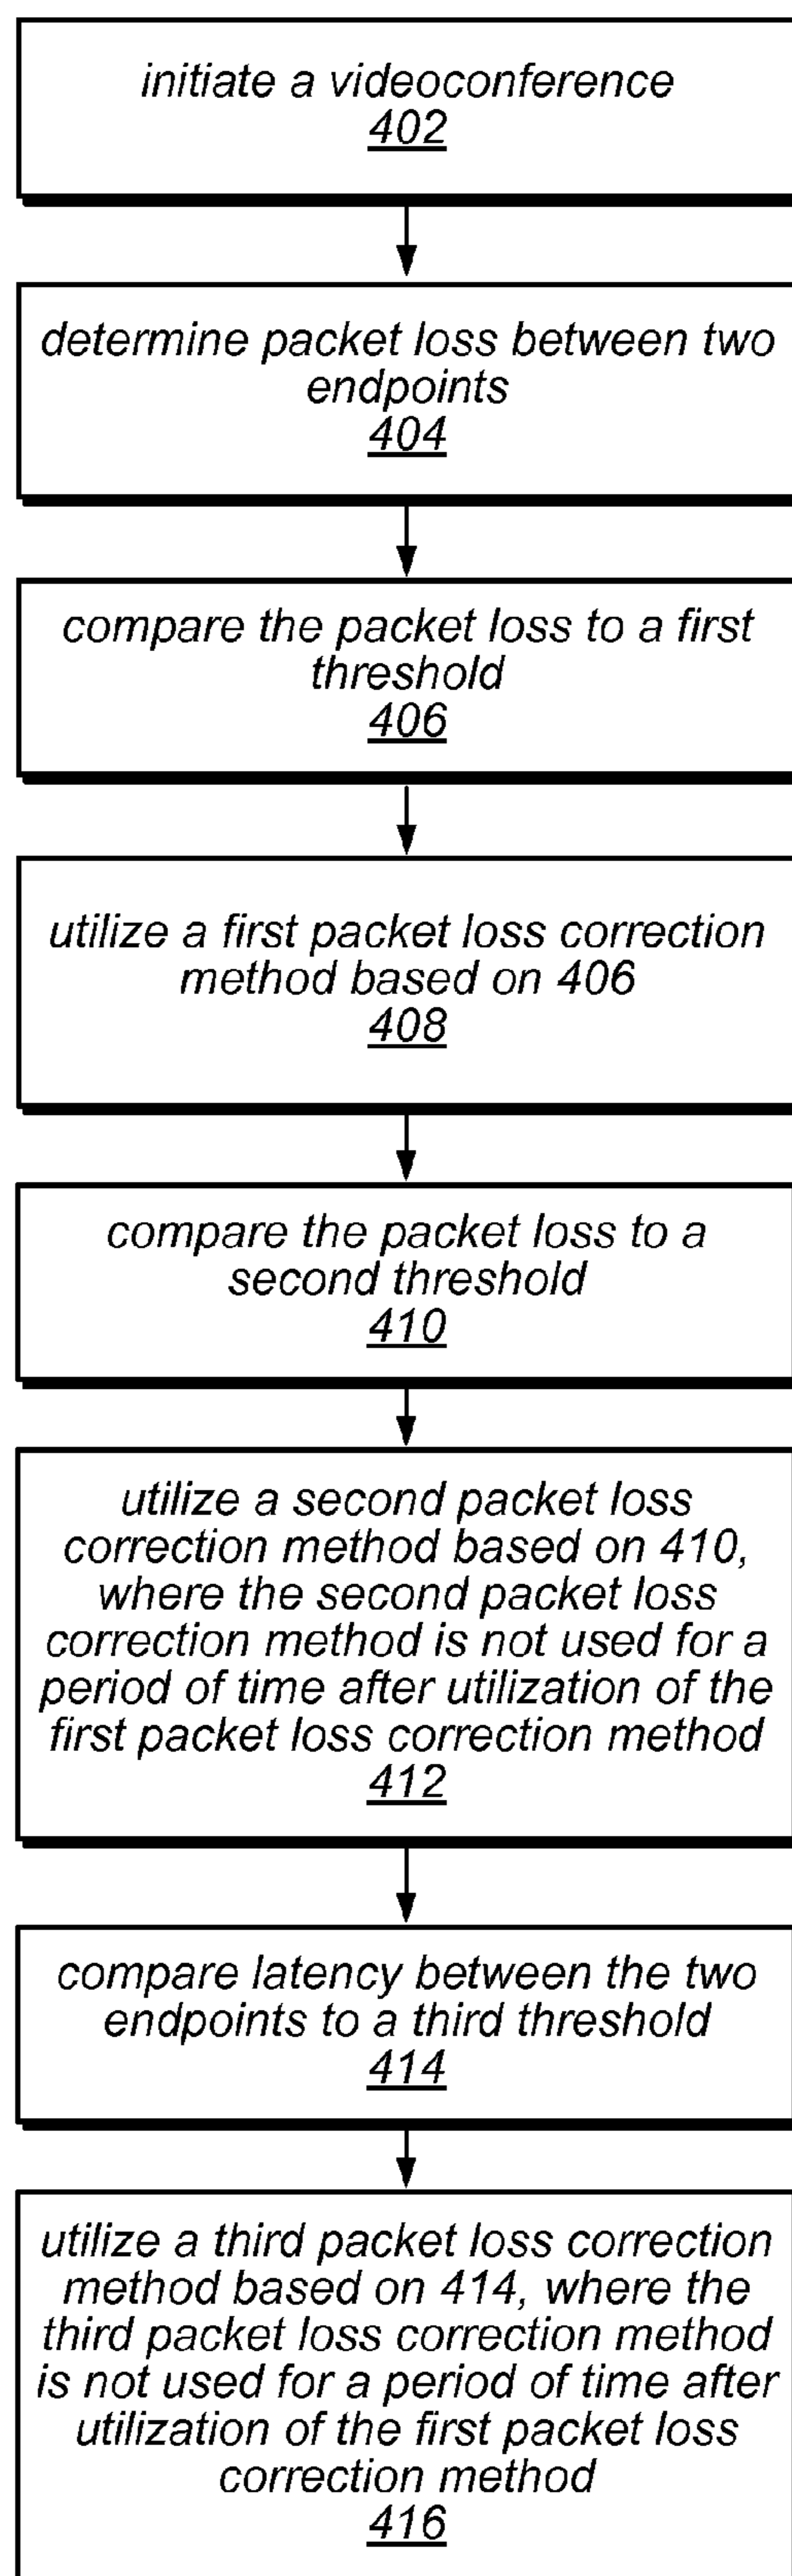 initiate a videoconference
402
determine packet loss between two
endpoints
404
compare the packet loss to a first
threshold
406
utilize a first packet loss correction
method based on 406
408
compare the packet loss to a
second threshold
410
utilize a second packet loss
correction method based on 410,
where the second packet loss
correction method is not used for a
period of time after utilization of the
first packet loss correction method
412
compare latency between the two
endpoints to a third threshold
414
utilize a third packet loss correction
method based on 414, where the
third packet loss correction method
is not used for a period of time after
utilization of the first packet loss
correction method
416